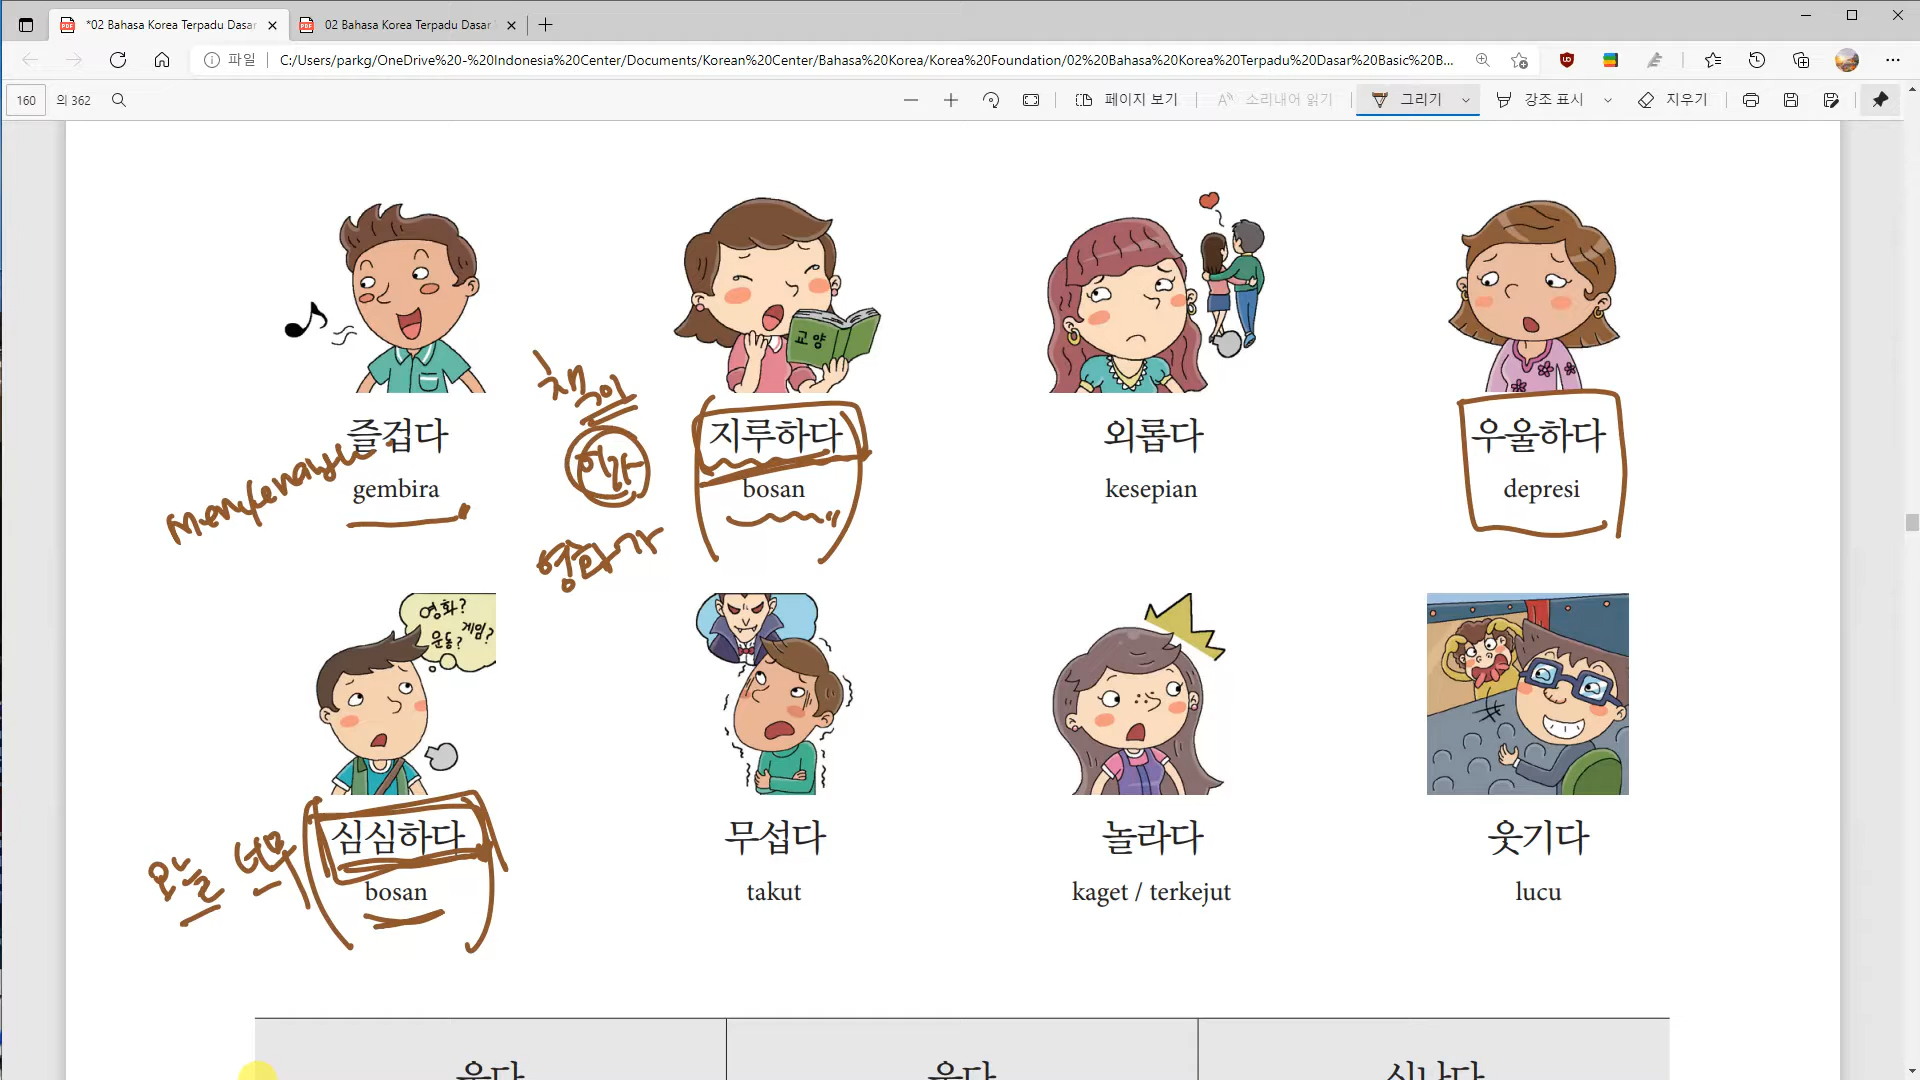 *02 Bahasa Korea Terpadu Dasar
02 Bahasa Korea Terpadu Dasar
파일
C:/Users/parkg/OneDrive%20-%20Indonesia%20Center/Documents/Korean%20Center/Bahasa%20Korea/Korea%20Foundation/02%20Bahasa%20Korea%20Terpadu%20Dasar%20Basic%20B...
160 의 362
페이지 보기
소리내어 읽기
그리기
강조 표시
지우기
교양
책이
즐겁다
지루하다
외롭다
우울하다
이/가
gembira
bosan
kesepian
depresi
영화가
영화?
운동? 게임?
심심하다
무섭다
놀라다
웃기다
오늘 너무
bosan
takut
kaget / terkejut
lucu